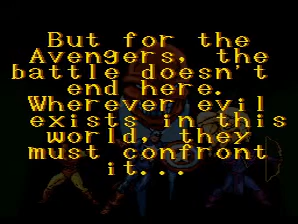 But for the
Avengers, the
battle doesn't
end here.
Wherever evil
exists in this
world, they
must confront
it...